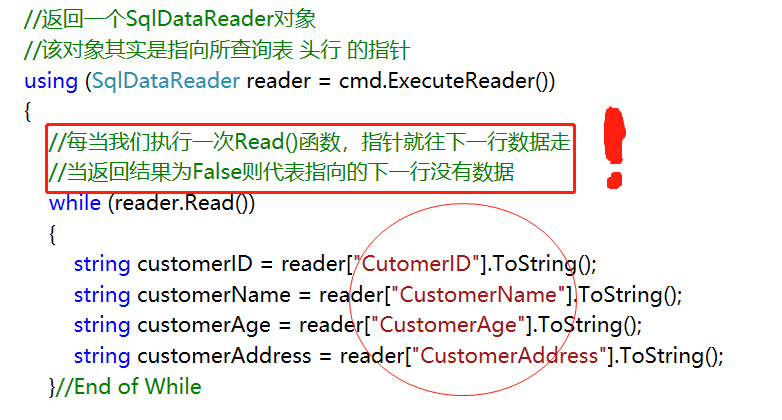 //返回一个SqlDataReader对象
//该对象其实是指向所查询表 头行 的指针
using (SqlDataReader reader = cmd.ExecuteReader())
{
//每当我们执行一次Read()函数，指针就往下一行数据走
//当返回结果为False则代表指向的下一行没有数据
while (reader.Read())
{
string customerID = reader["CutomerID"].ToString();
string customerName = reader["CustomerName"].ToString();
string customerAge = reader["CustomerAge"].ToString();
string customerAddress = reader["CustomerAddress"].ToString();
}//End of While